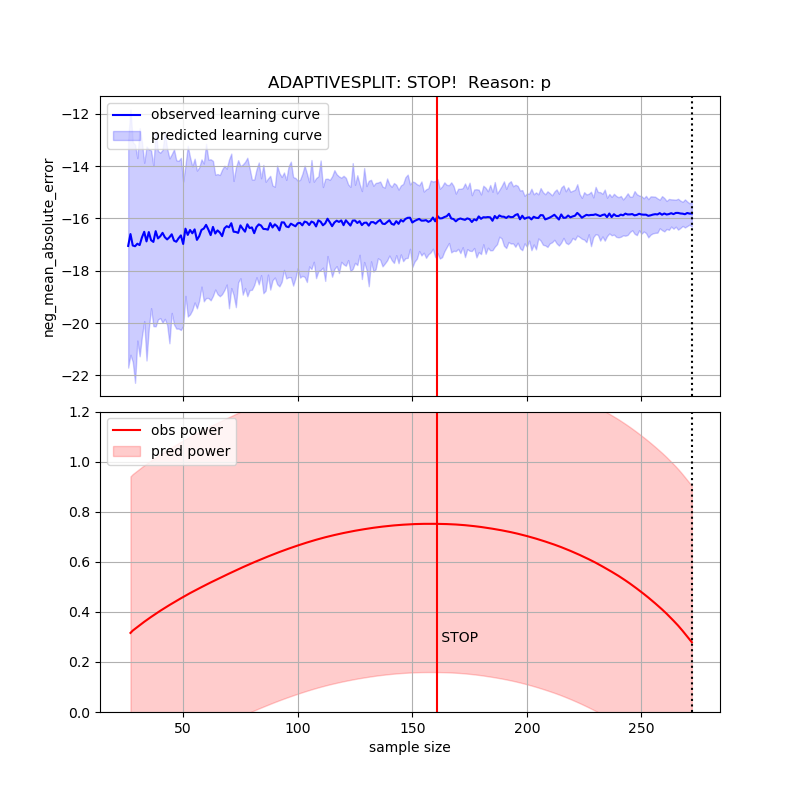 ADAPTIVESPLIT: STOP!  Reason: p
observed learning curve
predicted learning curve
neg_mean_absolute_error
−12
−14
−16
−18
−20
−22
obs power
pred power
1.2
1.0
0.8
0.6
0.4
0.2
0.0
STOP
50 100 150 200 250
sample size